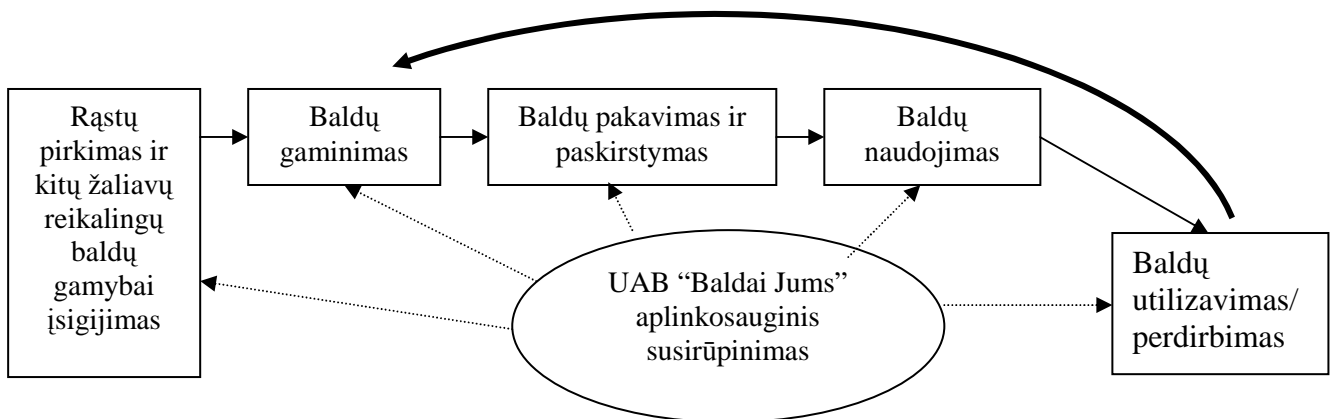 Rąstų
pirkimas ir
kitų žaliavų
reikalingų
baldų
gamybai
įsigijimas
Baldų
gaminimas
Baldų pakavimas ir
paskirstymas
Baldų
naudojimas
UAB “Baldai Jums”
aplinkosauginis
susirūpinimas
Baldų
utilizavimas/
perdirbimas